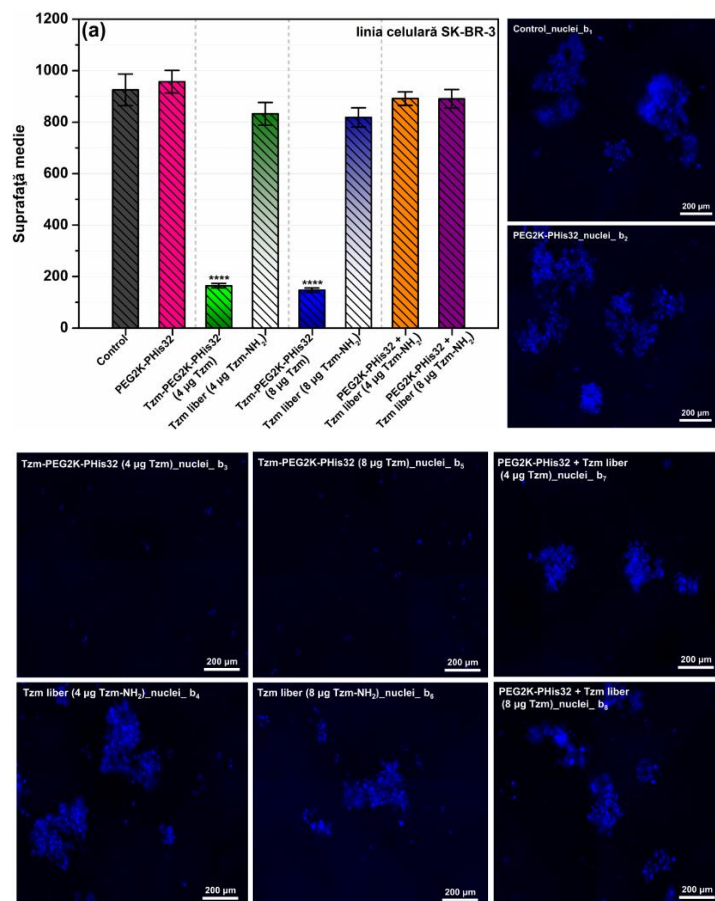 (a)
linia celulară SK-BR-3
Suprafaţă medie
1200
1000
800
600
400
200
0
****
****
Control
PEG2K-PHis32
Tzm-PEG2K-PHis32
(4 µg Tzm)
Tzm liber (4 µg Tzm-NH₂)
Tzm-PEG2K-PHis32
(8 µg Tzm)
Tzm liber (8 µg Tzm-NH₂)
PEG2K-PHis32 +
Tzm liber (4 µg Tzm-NH₂)
PEG2K-PHis32 +
Tzm liber (8 µg Tzm-NH₂)
Control_nuclei_b₁
200 µm
PEG2K-PHis32_nuclei_ b₂
200 µm
Tzm-PEG2K-PHis32 (4 µg Tzm)_nuclei_ b₃
200 µm
Tzm-PEG2K-PHis32 (8 µg Tzm)_nuclei_ b₅
200 µm
PEG2K-PHis32 + Tzm liber
(4 µg Tzm)_nuclei_ b₇
200 µm
Tzm liber (4 µg Tzm-NH₂)_nuclei_ b₄
200 µm
Tzm liber (8 µg Tzm-NH₂)_nuclei_ b₆
200 µm
PEG2K-PHis32 + Tzm liber
(8 µg Tzm)_nuclei_ b₈
200 µm